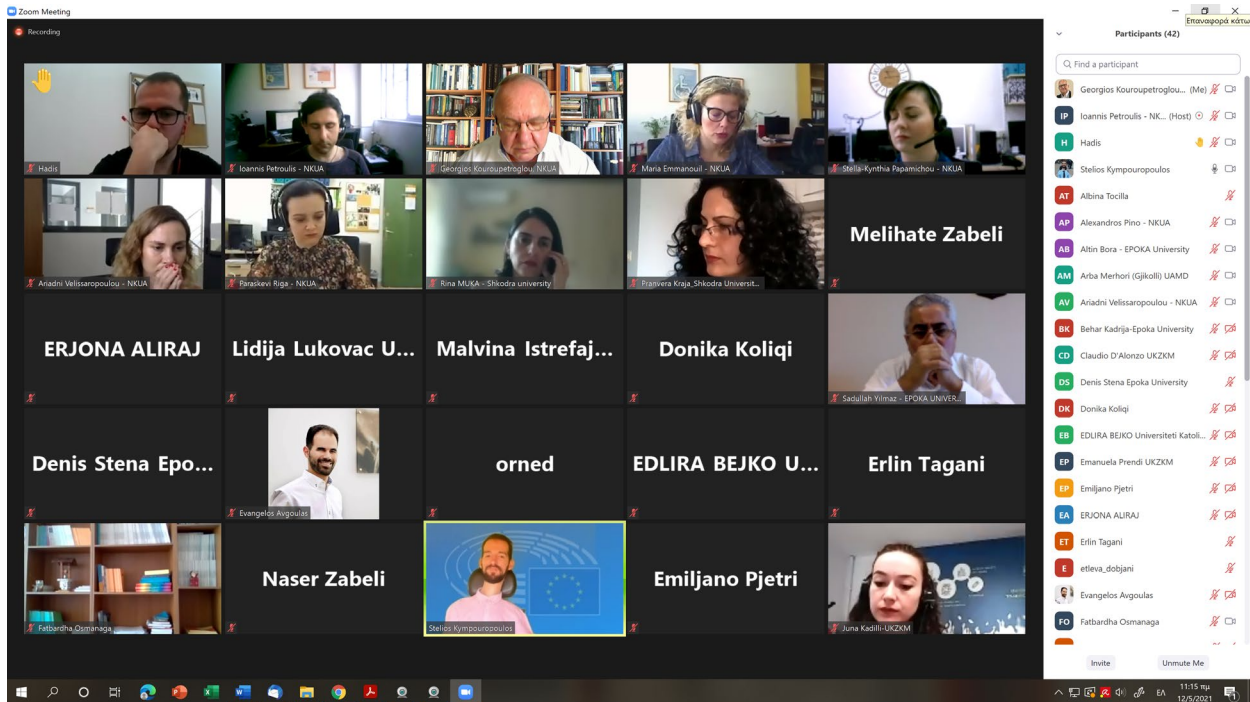 Zoom Meeting
Επαναφορά κάτω
Recording
Participants (42)
Find a participant
Hadis
Ioannis Petroulis - NKUA
Georgios Kouroupetroglou, NKUA
Maria Emmanouil - NKUA
Stella-Kynthia Papamichou - NKUA
Ariadni Velissaropoulou - NKUA
Paraskevi Riga - NKUA
Rina MUKA - Shkodra university
Pranvera Kraja_Shkodra Universit...
Melihate Zabeli
ERJONA ALIRAJ
Lidija Lukovac U...
Malvina Istrefaj...
Donika Koliqi
Sadullah Yilmaz - EPOKA UNIVER...
Denis Stena Epo...
Evangelos Avgoulas
orned
EDLIRA BEJKO U...
Erlin Tagani
Fatbardha Osmanaga
Naser Zabeli
Stelios Kympouropoulos
Emiljano Pjetri
Juna Kadilli-UKZKM
Georgios Kouroupetroglou... (Me)
IP Ioannis Petroulis - NK... (Host)
H Hadis
Stelios Kympouropoulos
AT Albina Tocilla
AP Alexandros Pino - NKUA
AB Altin Bora - EPOKA University
AM Arba Merhori (Gjikolli) UAMD
AV Ariadni Velissaropoulou - NKUA
BK Behar Kadrija-Epoka University
CD Claudio D'Alonzo UKZKM
DS Denis Stena Epoka University
DK Donika Koliqi
EB EDLIRA BEJKO Universiteti Katoli...
EP Emanuela Prendi UKZKM
EP Emiljano Pjetri
EA ERJONA ALIRAJ
ET Erlin Tagani
E etleva_dobjani
Evangelos Avgoulas
FO Fatbardha Osmanaga
Invite
Unmute Me
ΕΛ
11:15 πμ
12/5/2021